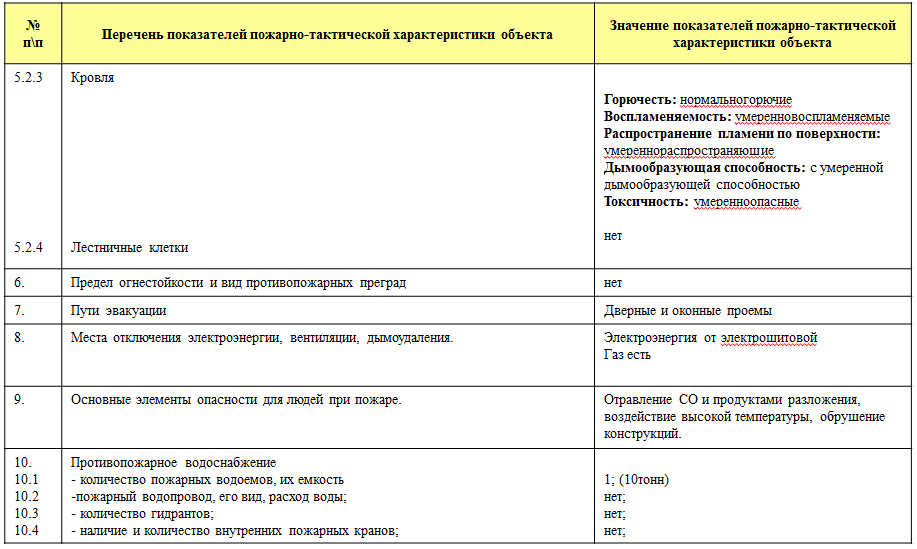 №
п\п
Перечень показателей пожарно-тактической характеристики объекта
Значение показателей пожарно-тактической
характеристики объекта
5.2.3
Кровля
Горючесть: нормальногорючие
Воспламеняемость: умеренновоспламеняемые
Распространение пламени по поверхности:
умереннораспространяюшие
Дымообразующая способность: с умеренной
дымообразующей способностью
Токсичность: умеренноопасные
5.2.4
Лестничные клетки
нет
6.
Предел огнестойкости и вид противопожарных преград
нет
7.
Пути эвакуации
Дверные и оконные проемы
8.
Места отключения электроэнергии, вентиляции, дымоудаления.
Электроэнергия от электрошитовой
Газ есть
9.
Основные элементы опасности для людей при пожаре.
Отравление СО и продуктами разложения,
воздействие высокой температуры, обрушение
конструкций.
10.
Противопожарное водоснабжение
10.1
- количество пожарных водоемов, их емкость
1; (10тонн)
10.2
-пожарный водопровод, его вид, расход воды;
нет;
10.3
- количество гидрантов;
нет;
10.4
- наличие и количество внутренних пожарных кранов;
нет;